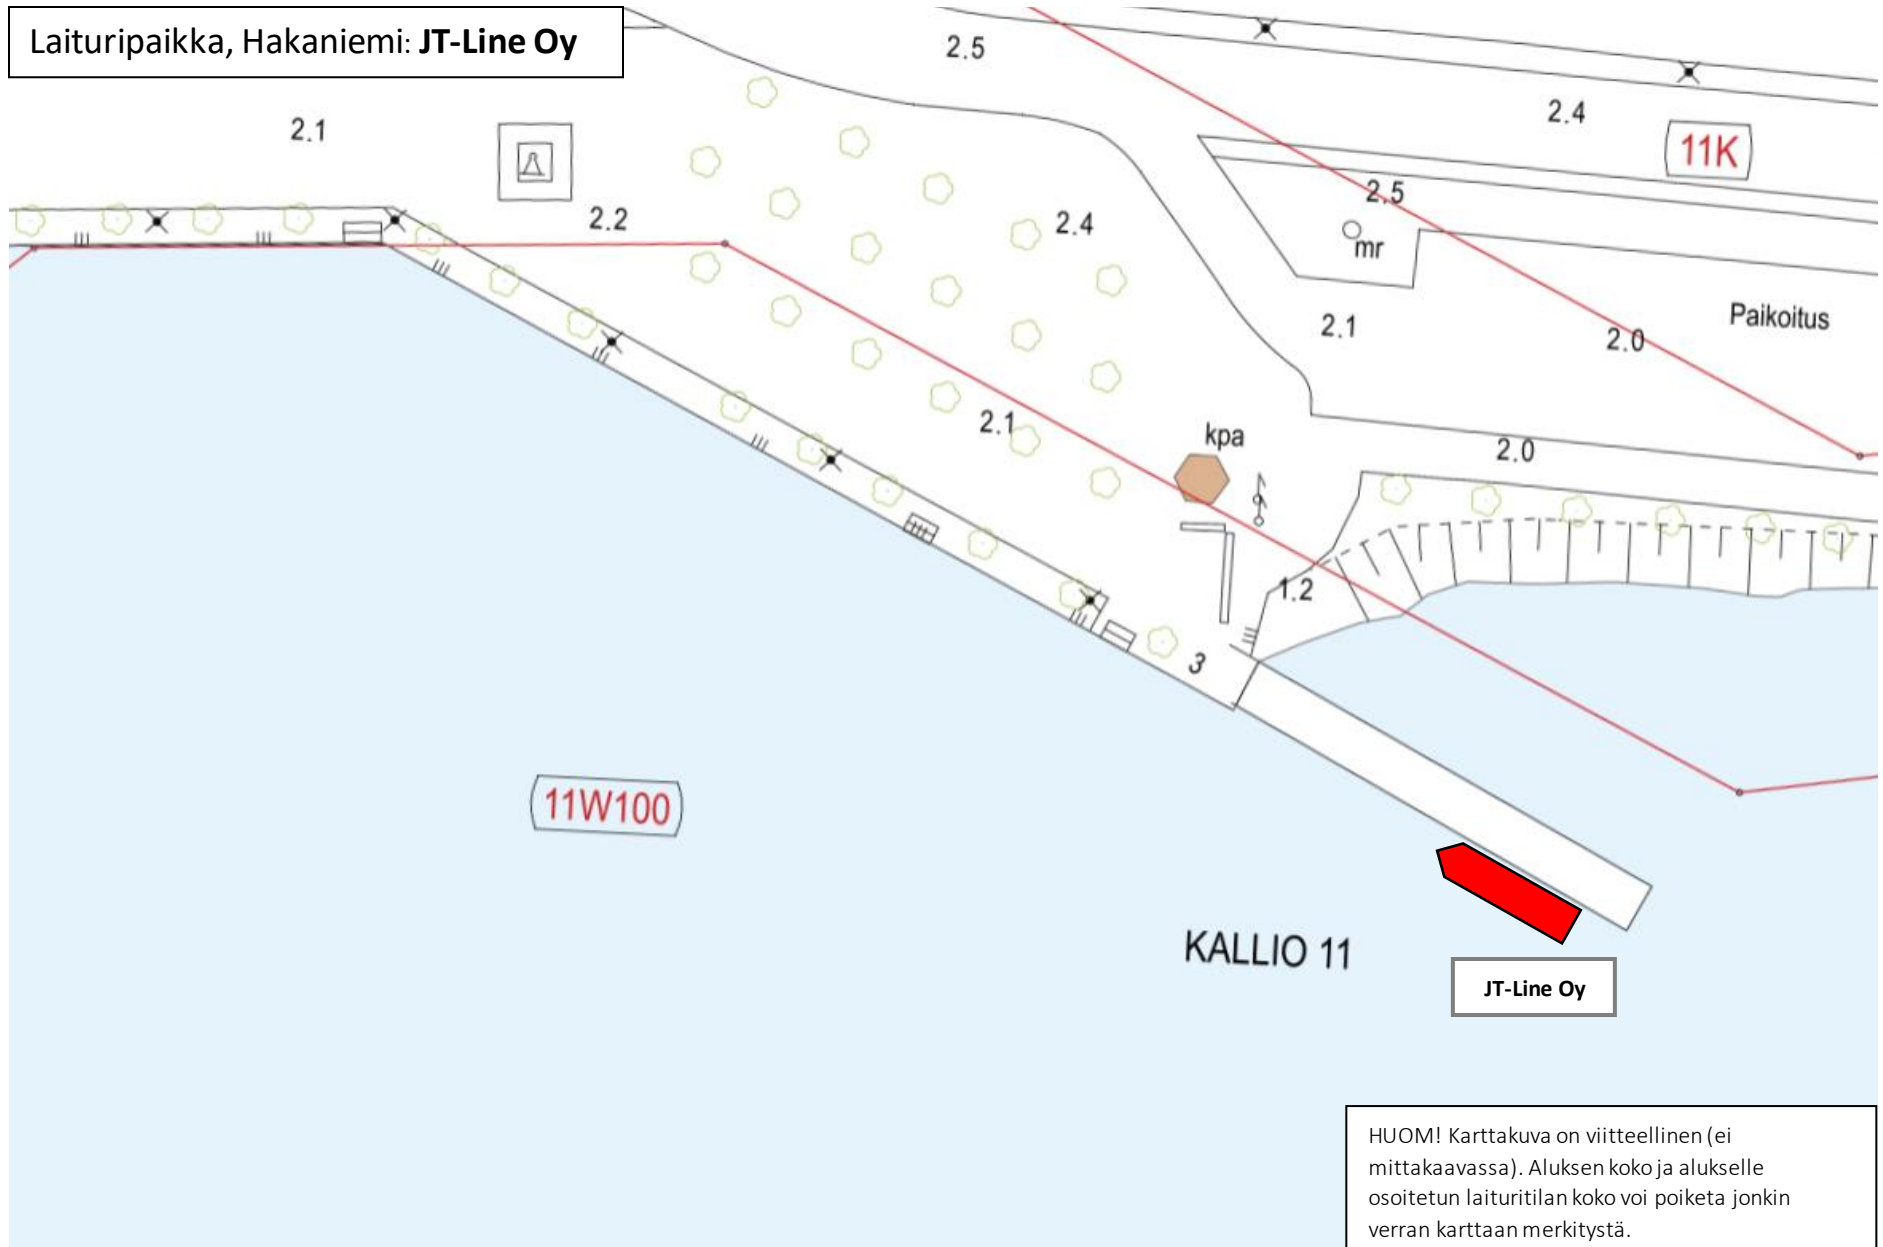 Laituripaikka, Hakaniemi: JT-Line Oy
2.5
2.4
2.1
11K
2.5
2.2
2.4
mr
2.1
Paikoitus
2.0
2.1
kpa
2.0
1.2
3
11W100
KALLIO 11
JT-Line Oy
HUOM! Karttakuva on viitteellinen (ei
mittakaavassa). Aluksen koko ja alukselle
osoitetun laituritilan koko voi poiketa jonkin
verran karttaan merkitystä.